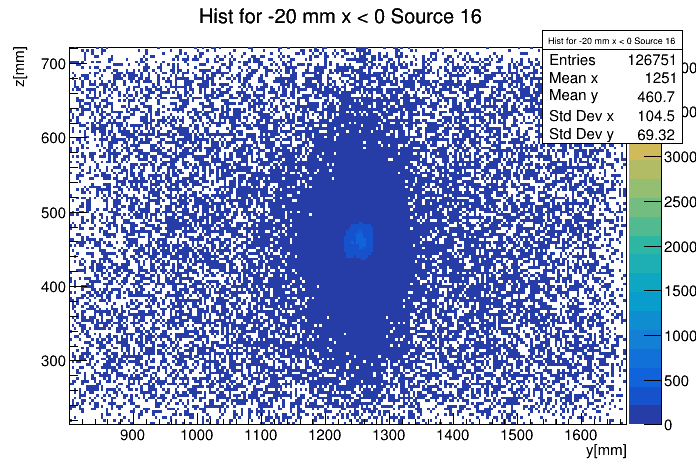 Hist for -20 mm x < 0 Source 16
Hist for -20 mm x < 0 Source 16
Entries 126751
Mean x 1251
Mean y 460.7
Std Dev x 104.5
Std Dev y 69.32
z[mm]
700
600
500
400
300
900 1000 1100 1200 1300 1400 1500 1600
y[mm]
3000
2500
2000
1500
1000
500
0